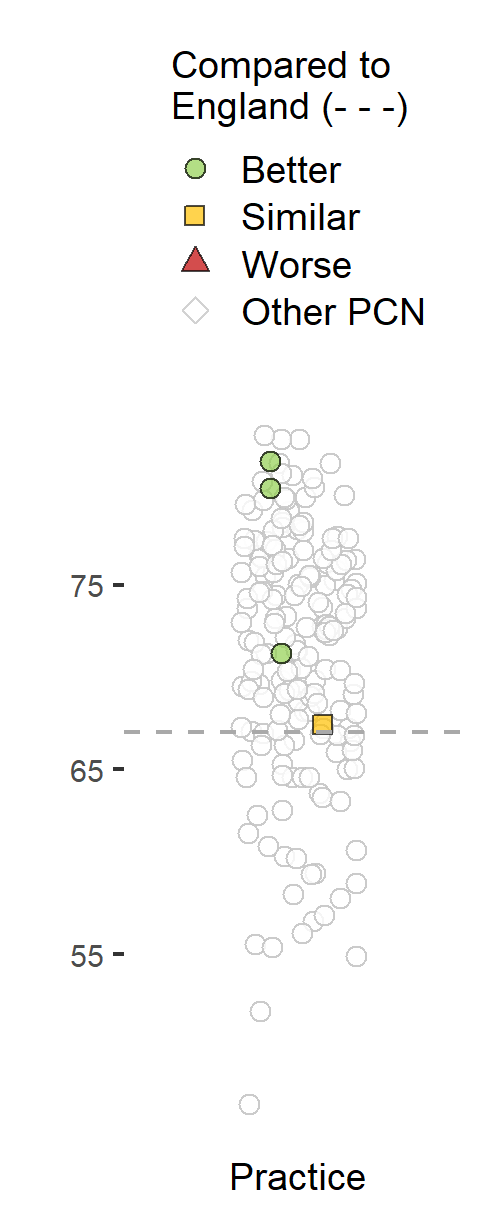 Compared to
England (- - -)
Better
Similar
Worse
Other PCN
75
65
55
Practice